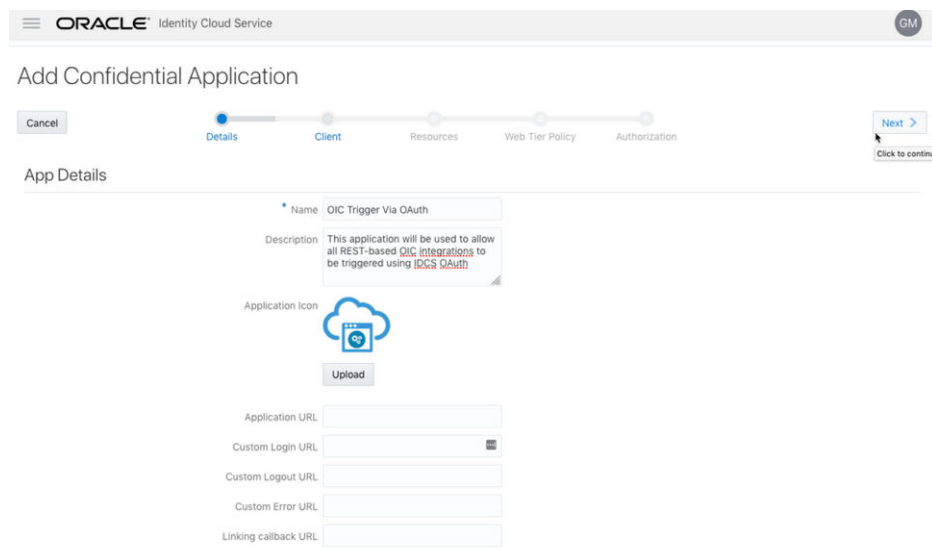 ORACLE® Identity Cloud Service
GM
Add Confidential Application
Cancel
Details
Client
Resources
Web Tier Policy
Authorization
Next >
Click to continu
App Details
* Name OIC Trigger Via OAuth
Description This application will be used to allow
all REST-based OIC integrations to
be triggered using IDCS OAuth
Application Icon
Upload
Application URL
Custom Login URL
Custom Logout URL
Custom Error URL
Linking callback URL